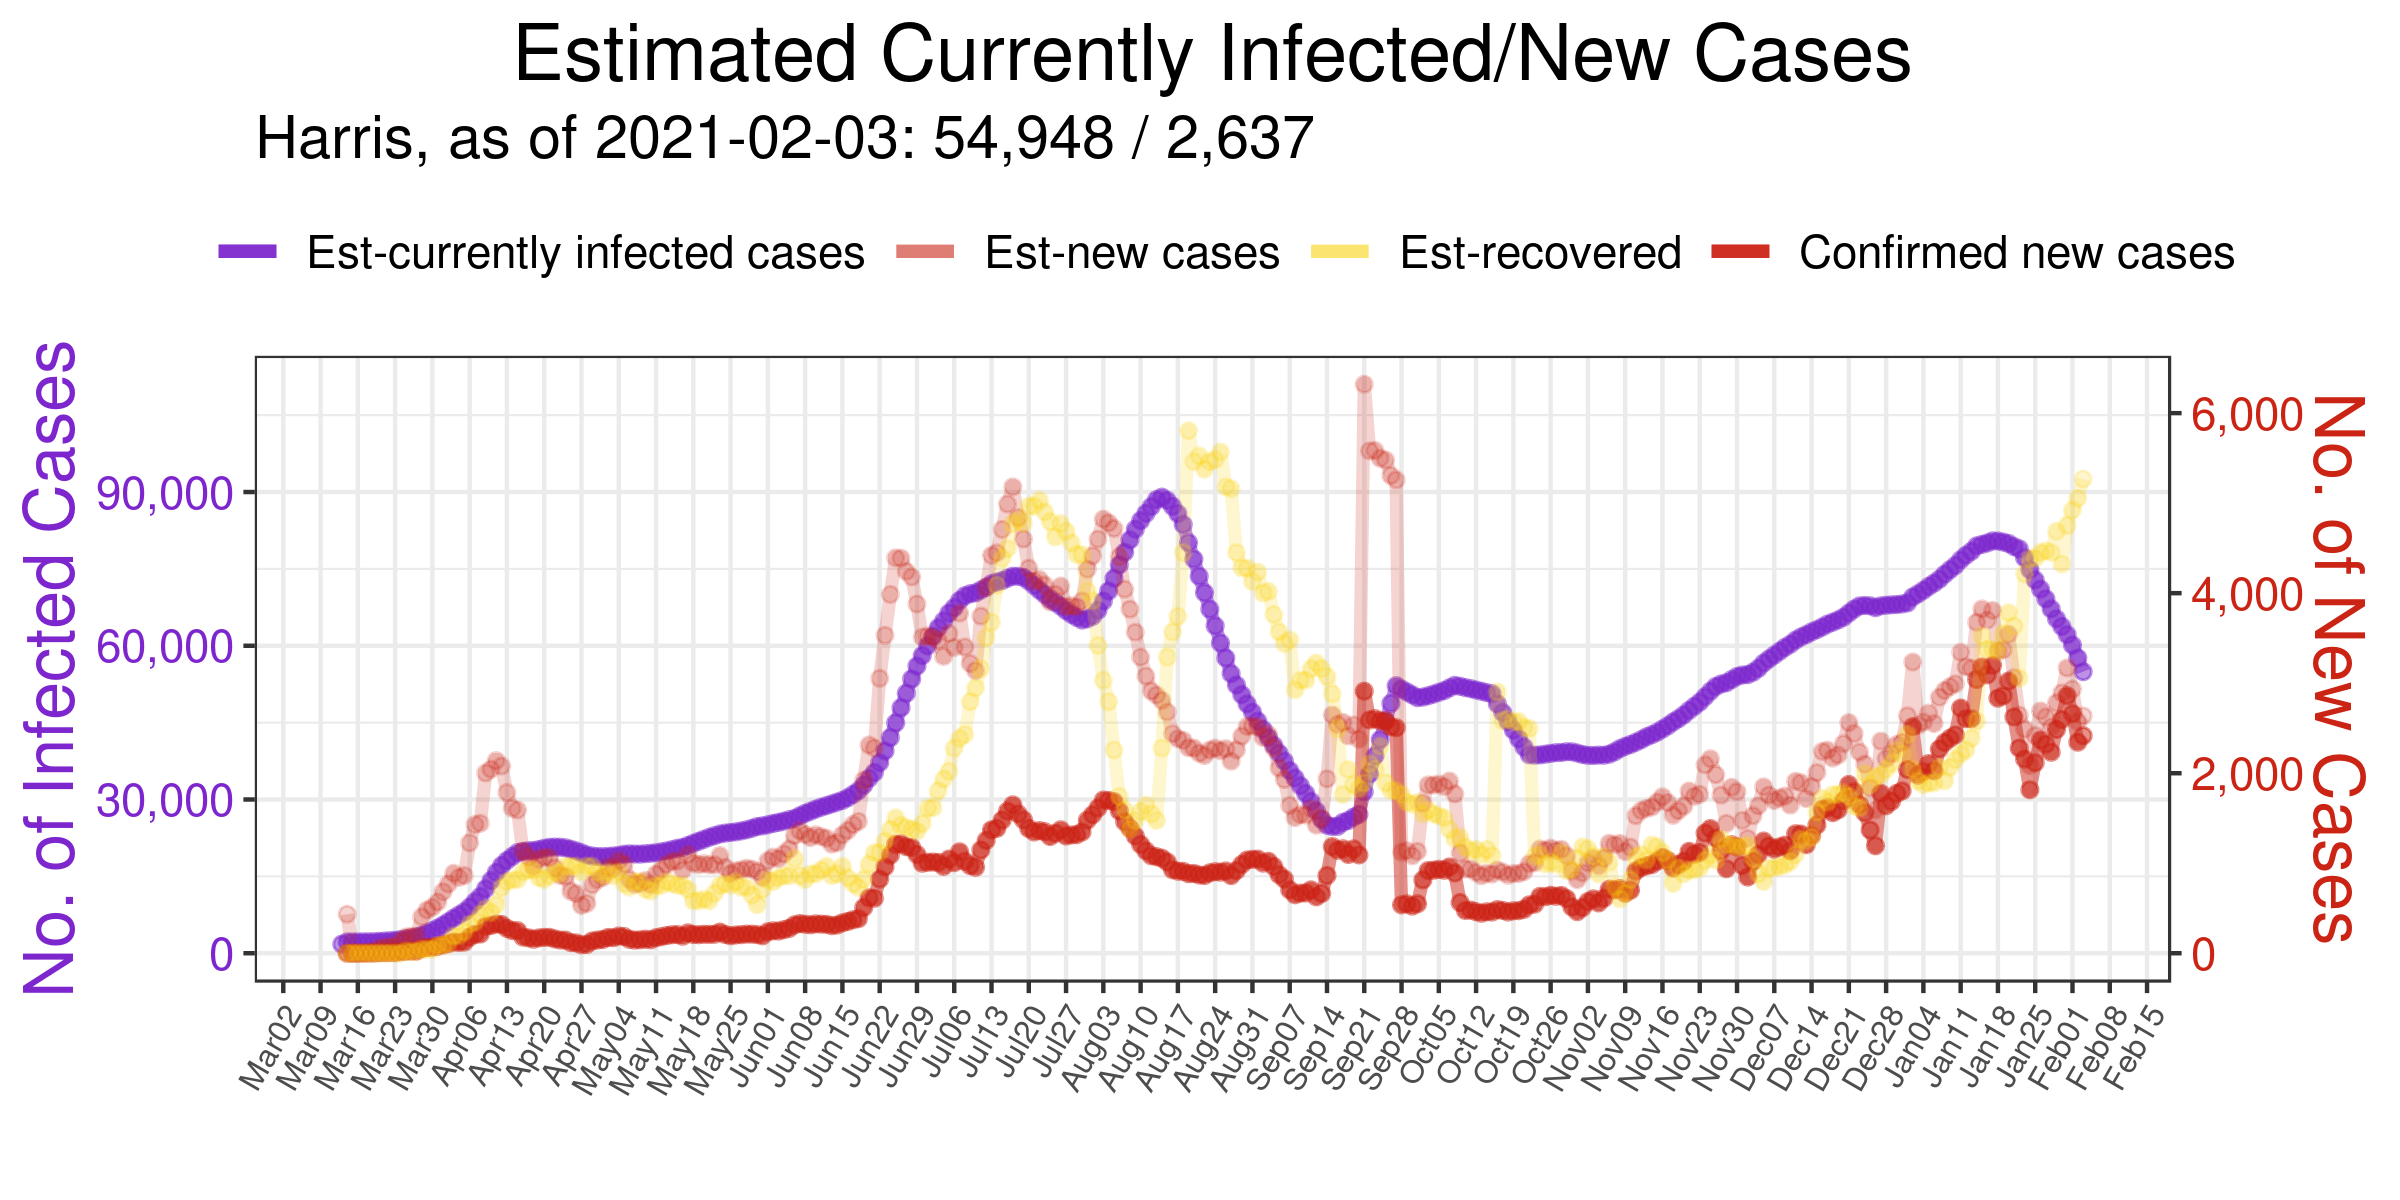 Estimated Currently Infected/New Cases
Harris, as of 2021-02-03: 54,948 / 2,637
Est-currently infected cases Est-new cases Est-recovered Confirmed new cases
No. of Infected Cases
90,000
60,000
30,000
0
6,000
4,000
2,000
0
No. of New Cases
Mar02 Mar09 Mar16 Mar23 Mar30 Apr06 Apr13 Apr20 Apr27 May04 May11 May18 May25 Jun01 Jun08 Jun15 Jun22 Jun29 Jul06 Jul13 Jul20 Jul27 Aug03 Aug10 Aug17 Aug24 Aug31 Sep07 Sep14 Sep21 Sep28 Oct05 Oct12 Oct19 Oct26 Nov02 Nov09 Nov16 Nov23 Nov30 Dec07 Dec14 Dec21 Dec28 Jan04 Jan11 Jan18 Jan25 Feb01 Feb08 Feb15